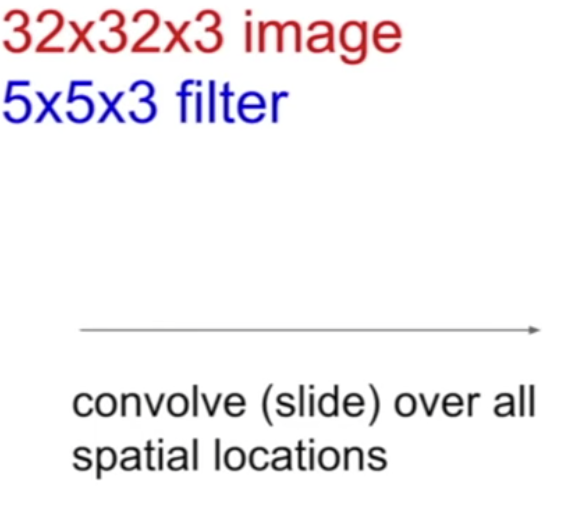 32x32x3 image
5x5x3 filter
convolve (slide) over all
spatial locations